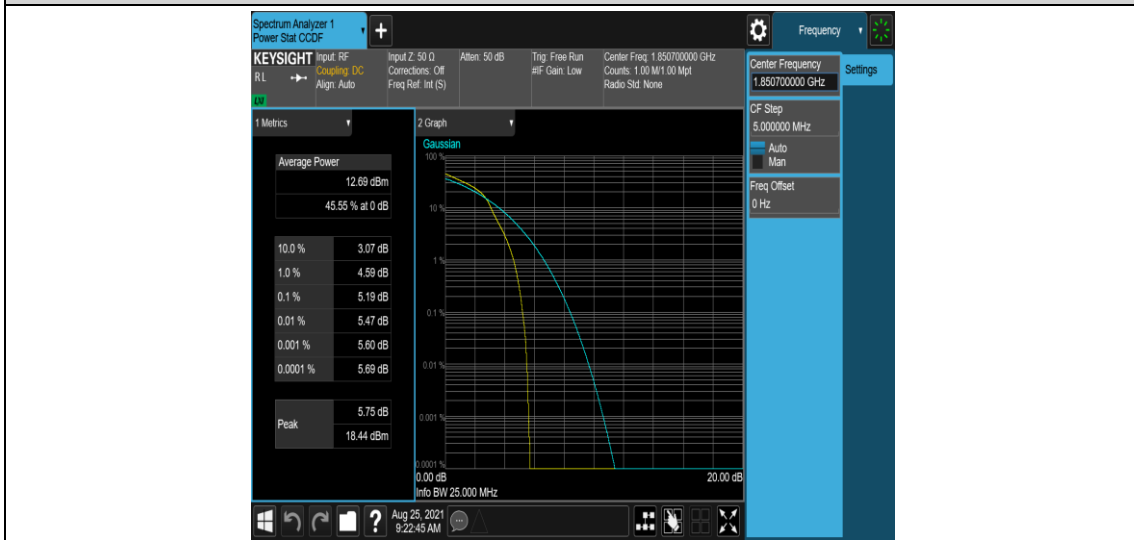 Spectrum Analyzer 1
Power Stat CCDF
Frequency
KEYSIGHT
RL
LXI
Input: RF
Coupling: DC
Align: Auto
Input Z: 50 Ω
Corrections: Off
Freq Ref: Int (S)
Atten: 50 dB
Trig: Free Run
#IF Gain: Low
Center Freq: 1.850700000 GHz
Counts: 1.00 M/1.00 Mpt
Radio Std: None
Center Frequency
1.850700000 GHz
Settings
CF Step
5.000000 MHz
Auto
Man
Freq Offset
0 Hz
1 Metrics
Average Power
12.69 dBm
45.55 % at 0 dB
10.0 % 3.07 dB
1.0 % 4.59 dB
0.1 % 5.19 dB
0.01 % 5.47 dB
0.001 % 5.60 dB
0.0001 % 5.69 dB
Peak
5.75 dB
18.44 dBm
2 Graph
Gaussian
100 %
10 %
1 %
0.1 %
0.01 %
0.001 %
0.0001 %
0.00 dB 20.00 dB
Info BW 25.000 MHz
Aug 25, 2021
9:22:45 AM